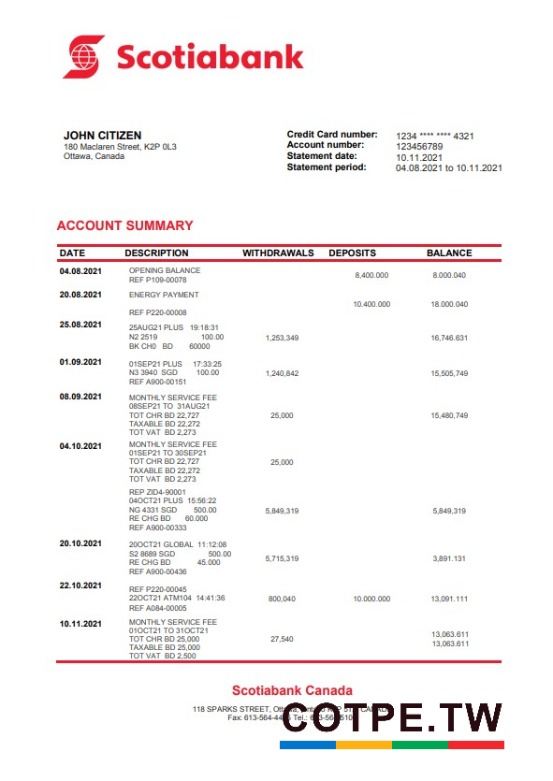 Scotiabank
JOHN CITIZEN
180 Maclaren Street, K2P 0L3
Ottawa, Canada
Credit Card number: 1234 **** **** 4321
Account number: 123456789
Statement date: 10.11.2021
Statement period: 04.08.2021 to 10.11.2021
ACCOUNT SUMMARY
DATE DESCRIPTION WITHDRAWALS DEPOSITS BALANCE
04.08.2021 OPENING BALANCE
REF P109-00078 8,400.000 8.000.040
20.08.2021 ENERGY PAYMENT
10.400.000 18.000.040
REF P220-00008
25.08.2021 25AUG21 PLUS 19:18:31
N2 2519 100.00 1,253,349 16,746.631
BK CH0 BD 60000
01.09.2021 01SEP21 PLUS 17:33:25
N3 3940 SGD 100.00 1,240,842 15,505,749
REF A900-00151
08.09.2021 MONTHLY SERVICE FEE
08SEP21 TO 31AUG21
TOT CHR BD 22,727 25,000 15,480,749
TAXABLE BD 22,272
TOT VAT BD 2,273
04.10.2021 MONTHLY SERVICE FEE
01SEP21 TO 30SEP21
TOT CHR BD 22,727 25,000
TAXABLE BD 22,272
TOT VAT BD 2,273
REP ZID4-90001
04OCT21 PLUS 15:56:22
NG 4331 SGD 500.00 5,849,319 5,849,319
RE CHG BD 60.000
REF A900-00333
20.10.2021 20OCT21 GLOBAL 11:12:08
S2 8689 SGD 500.00 5,715,319 3,891.131
RE CHG BD 45.000
REF A900-00436
22.10.2021 REF P220-00045
22OCT21 ATM104 14:41:36 800,040 10.000.000 13,091.111
REF A084-00005
10.11.2021 MONTHLY SERVICE FEE
01OCT21 TO 31OCT21 13,063.611
TOT CHR BD 25,000 27,540 13,063.611
TAXABLE BD 25,000
TOT VAT BD 2,500
Scotiabank Canada
118 SPARKS STREET,
Fax: 613-564-44
COTPE.TW